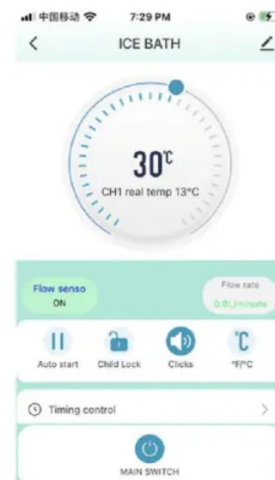 中国移动
7:29 PM
ICE BATH
30℃
CH1 real temp 13℃
Flow senso
ON
Flow rate
0.0L/minute
Auto start
Child Lock
Clicks
℃
°F/°C
Timing control
MAIN SWITCH